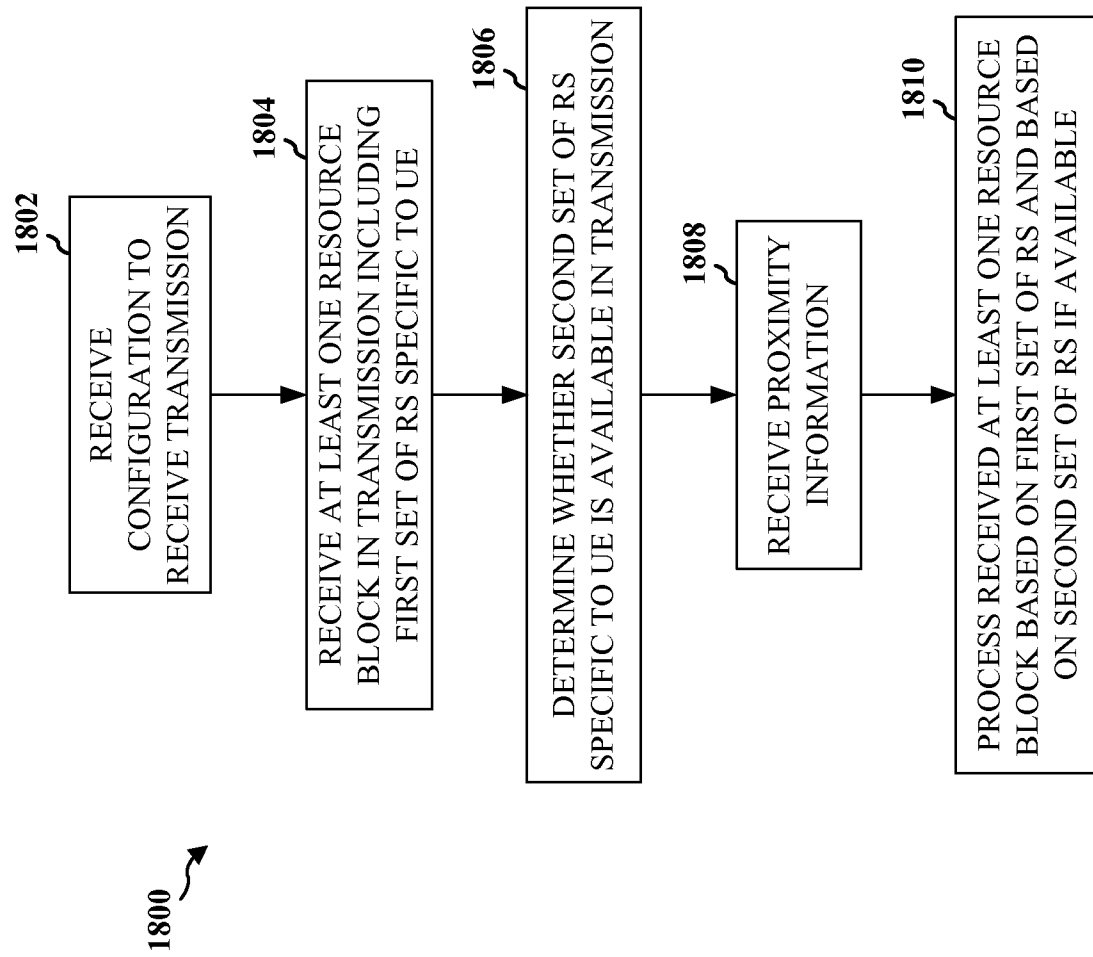 1800
1802
RECEIVE
CONFIGURATION TO
RECEIVE TRANSMISSION
1804
RECEIVE AT LEAST ONE RESOURCE
BLOCK IN TRANSMISSION INCLUDING
FIRST SET OF RS SPECIFIC TO UE
1806
DETERMINE WHETHER SECOND SET OF RS
SPECIFIC TO UE IS AVAILABLE IN TRANSMISSION
1808
RECEIVE PROXIMITY
INFORMATION
1810
PROCESS RECEIVED AT LEAST ONE RESOURCE
BLOCK BASED ON FIRST SET OF RS AND BASED
ON SECOND SET OF RS IF AVAILABLE